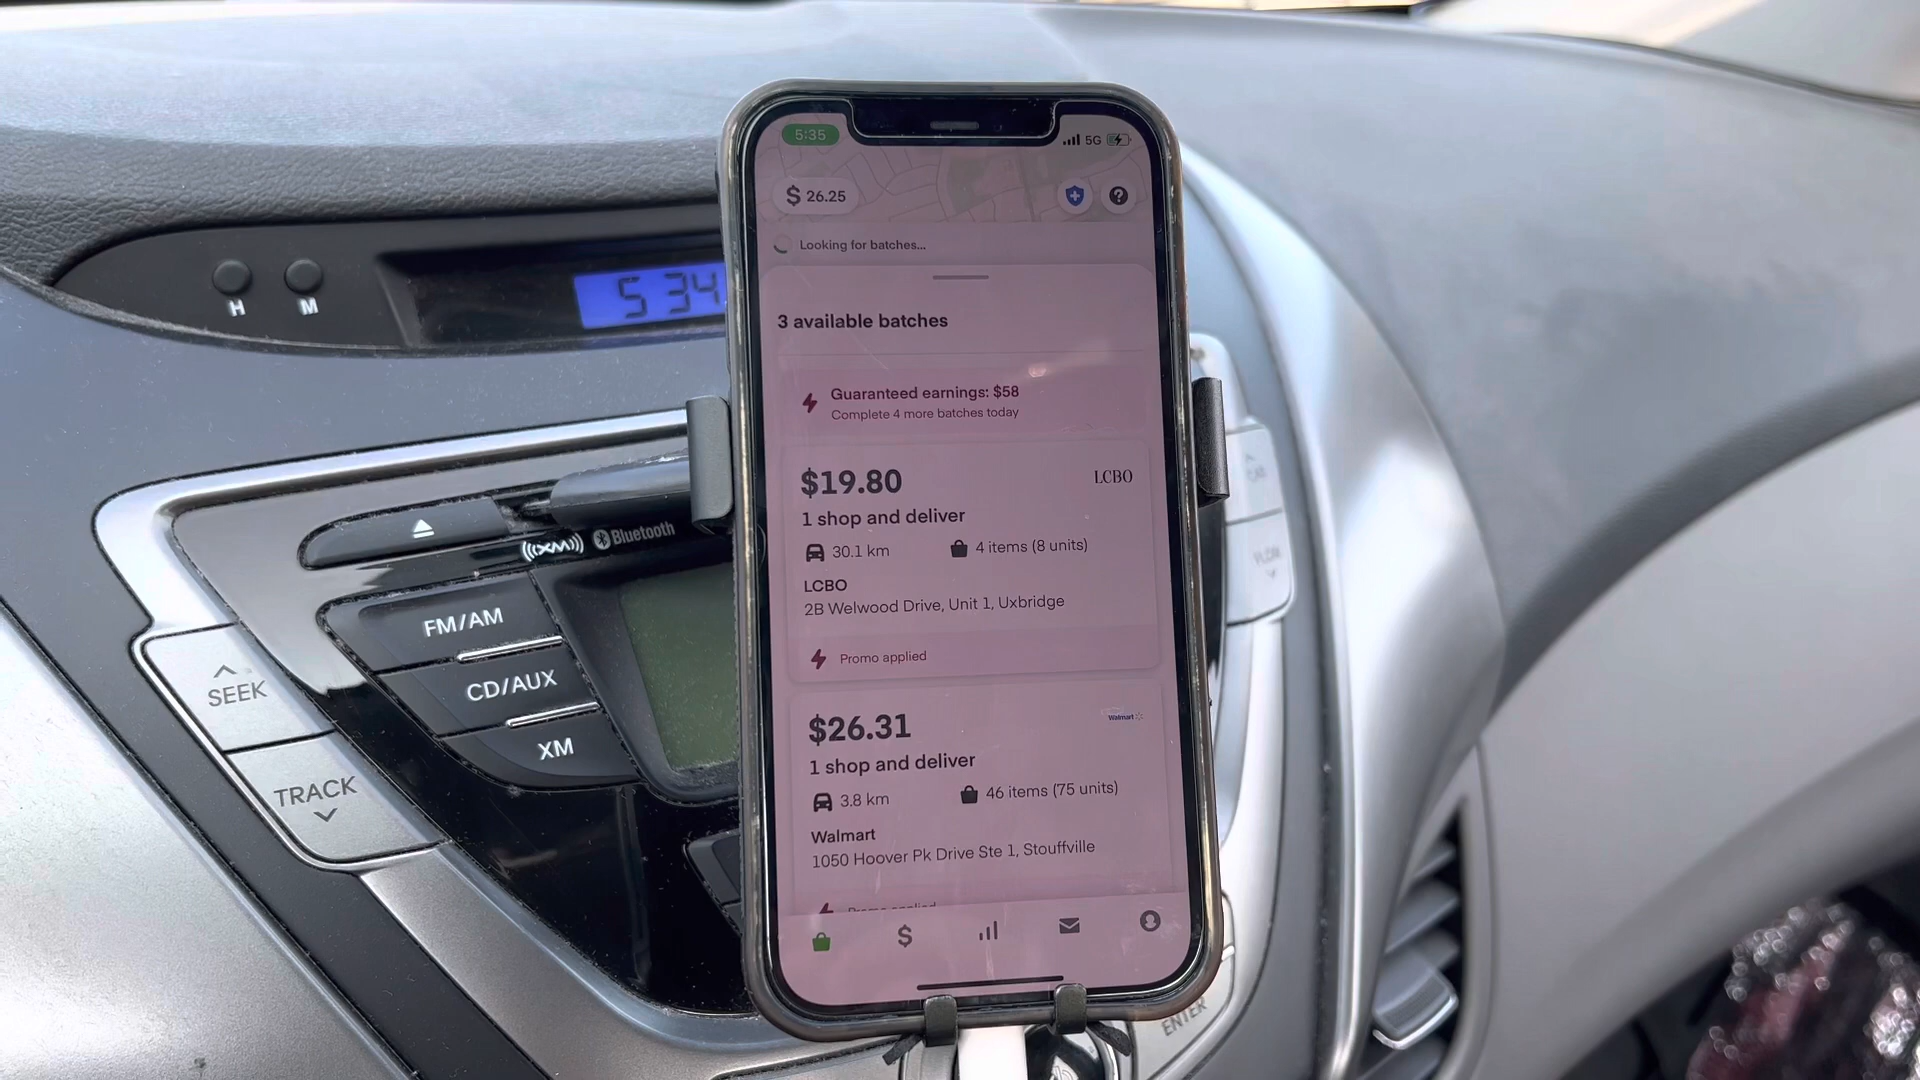 5:35
5G
$ 26.25
Looking for batches...
3 available batches
Guaranteed earnings: $58
Complete 4 more batches today
$19.80
LCBO
1 shop and deliver
30.1 km
4 items (8 units)
LCBO
2B Welwood Drive, Unit 1, Uxbridge
Promo applied
$26.31
Walmart
1 shop and deliver
3.8 km
46 items (75 units)
Walmart
1050 Hoover Pk Drive Ste 1, Stouffville
Promo applied
$
H
M
5 34
((XM))
Bluetooth
FM/AM
SEEK
CD/AUX
XM
TRACK
ENTER